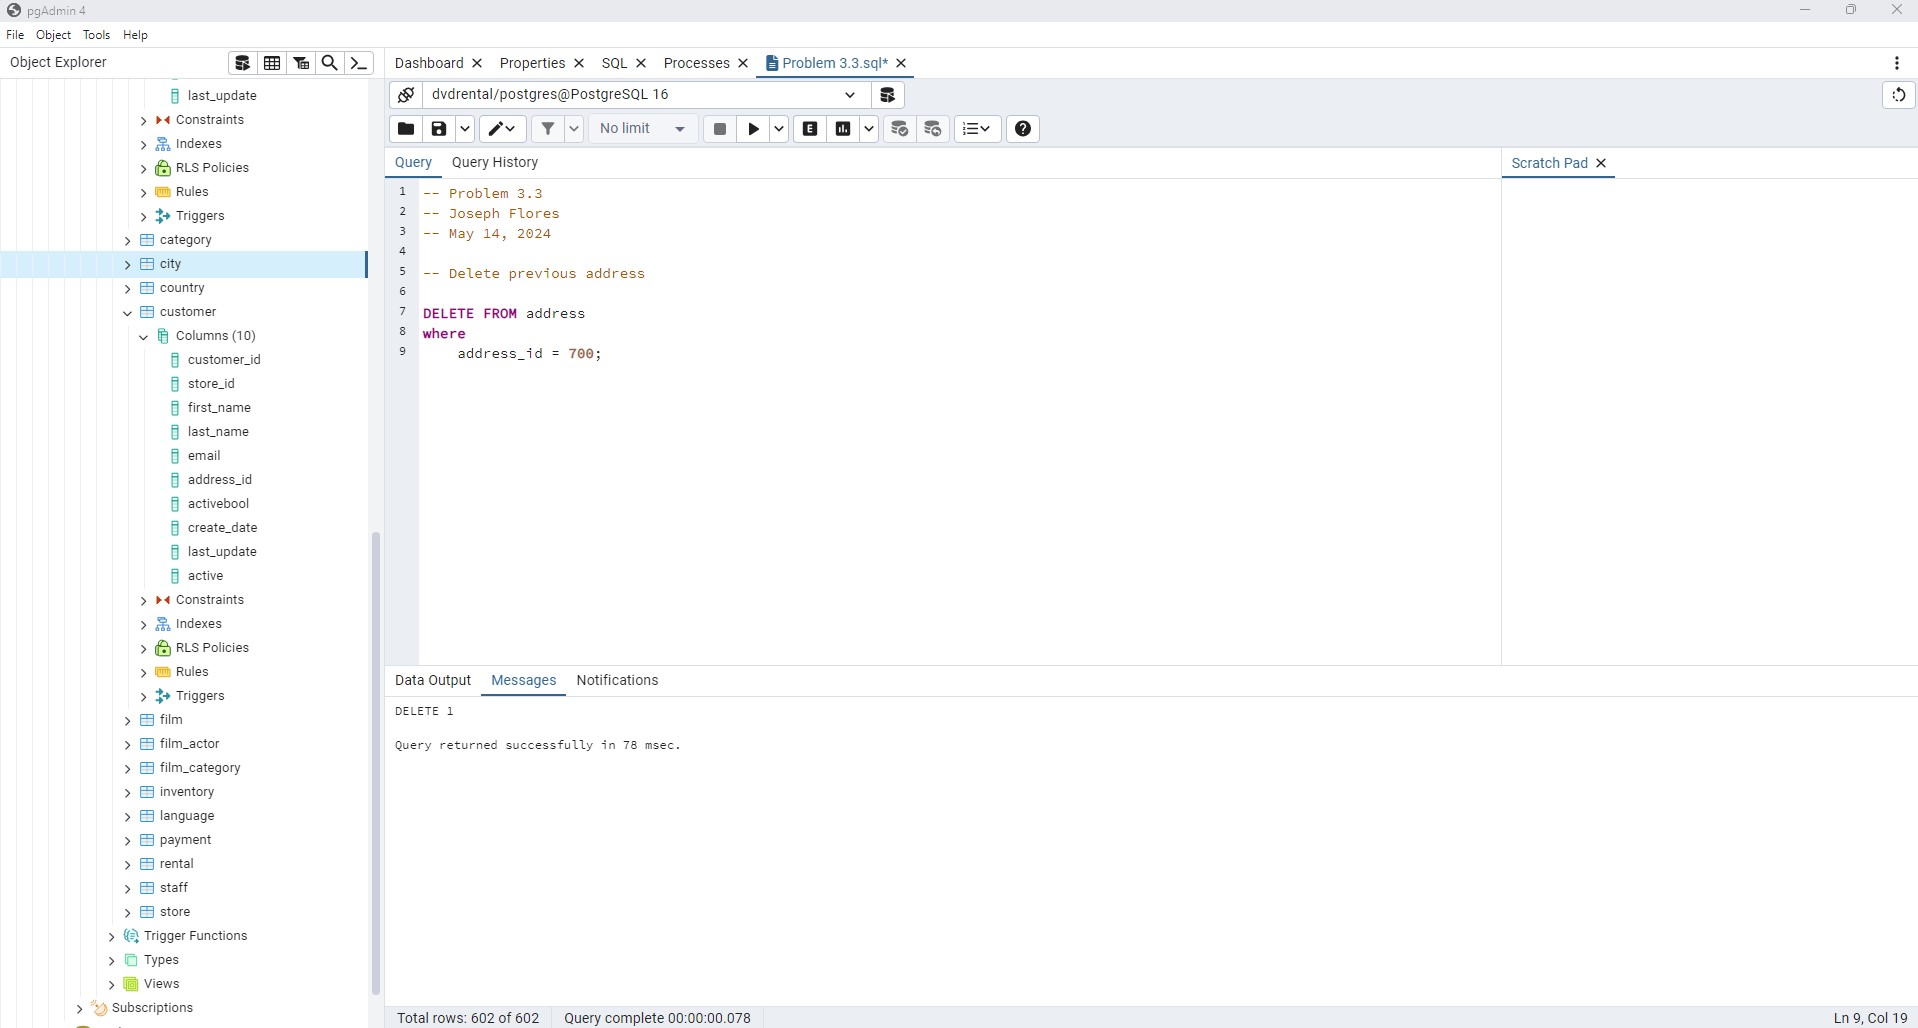 pgAdmin 4
File Object Tools Help
Object Explorer
Dashboard Properties SQL Processes Problem 3.3.sql*
dvdrental/postgres@PostgreSQL 16
No limit
E
Query Query History
Scratch Pad
last_update
Constraints
Indexes
RLS Policies
Rules
Triggers
category
city
country
customer
Columns (10)
customer_id
store_id
first_name
last_name
email
address_id
activebool
create_date
last_update
active
Constraints
Indexes
RLS Policies
Rules
Triggers
film
film_actor
film_category
inventory
language
payment
rental
staff
store
Trigger Functions
Types
Views
Subscriptions
1 -- Problem 3.3
2 -- Joseph Flores
3 -- May 14, 2024
4
5 -- Delete previous address
6
7 DELETE FROM address
8 where
9 address_id = 700;
Data Output Messages Notifications
DELETE 1
Query returned successfully in 78 msec.
Total rows: 602 of 602 Query complete 00:00:00.078 Ln 9, Col 19